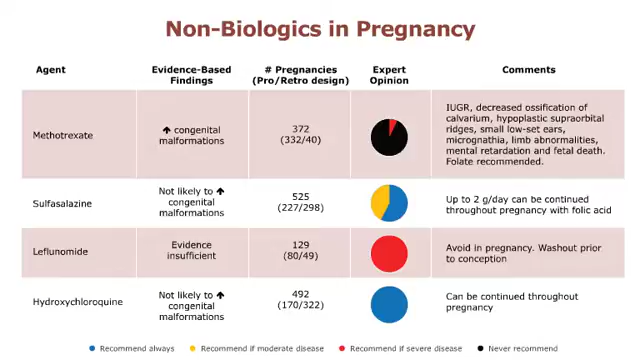 Non-Biologics in Pregnancy
Agent
Evidence-Based
Findings
# Pregnancies
(Pro/Retro design)
Expert
Opinion
Comments
Methotrexate
↑ congenital
malformations
372
(332/40)
IUGR, decreased ossification of
calvarium, hypoplastic supraorbital
ridges, small low-set ears,
micrognathia, limb abnormalities,
mental retardation and fetal death.
Folate recommended.
Sulfasalazine
Not likely to ↑
congenital
malformations
525
(227/298)
Up to 2 g/day can be continued
throughout pregnancy with folic acid
Leflunomide
Evidence
insufficient
129
(80/49)
Avoid in pregnancy. Washout prior
to conception
Hydroxychloroquine
Not likely to ↑
congenital
malformations
492
(170/322)
Can be continued throughout
pregnancy
Recommend always
Recommend if moderate disease
Recommend if severe disease
Never recommend